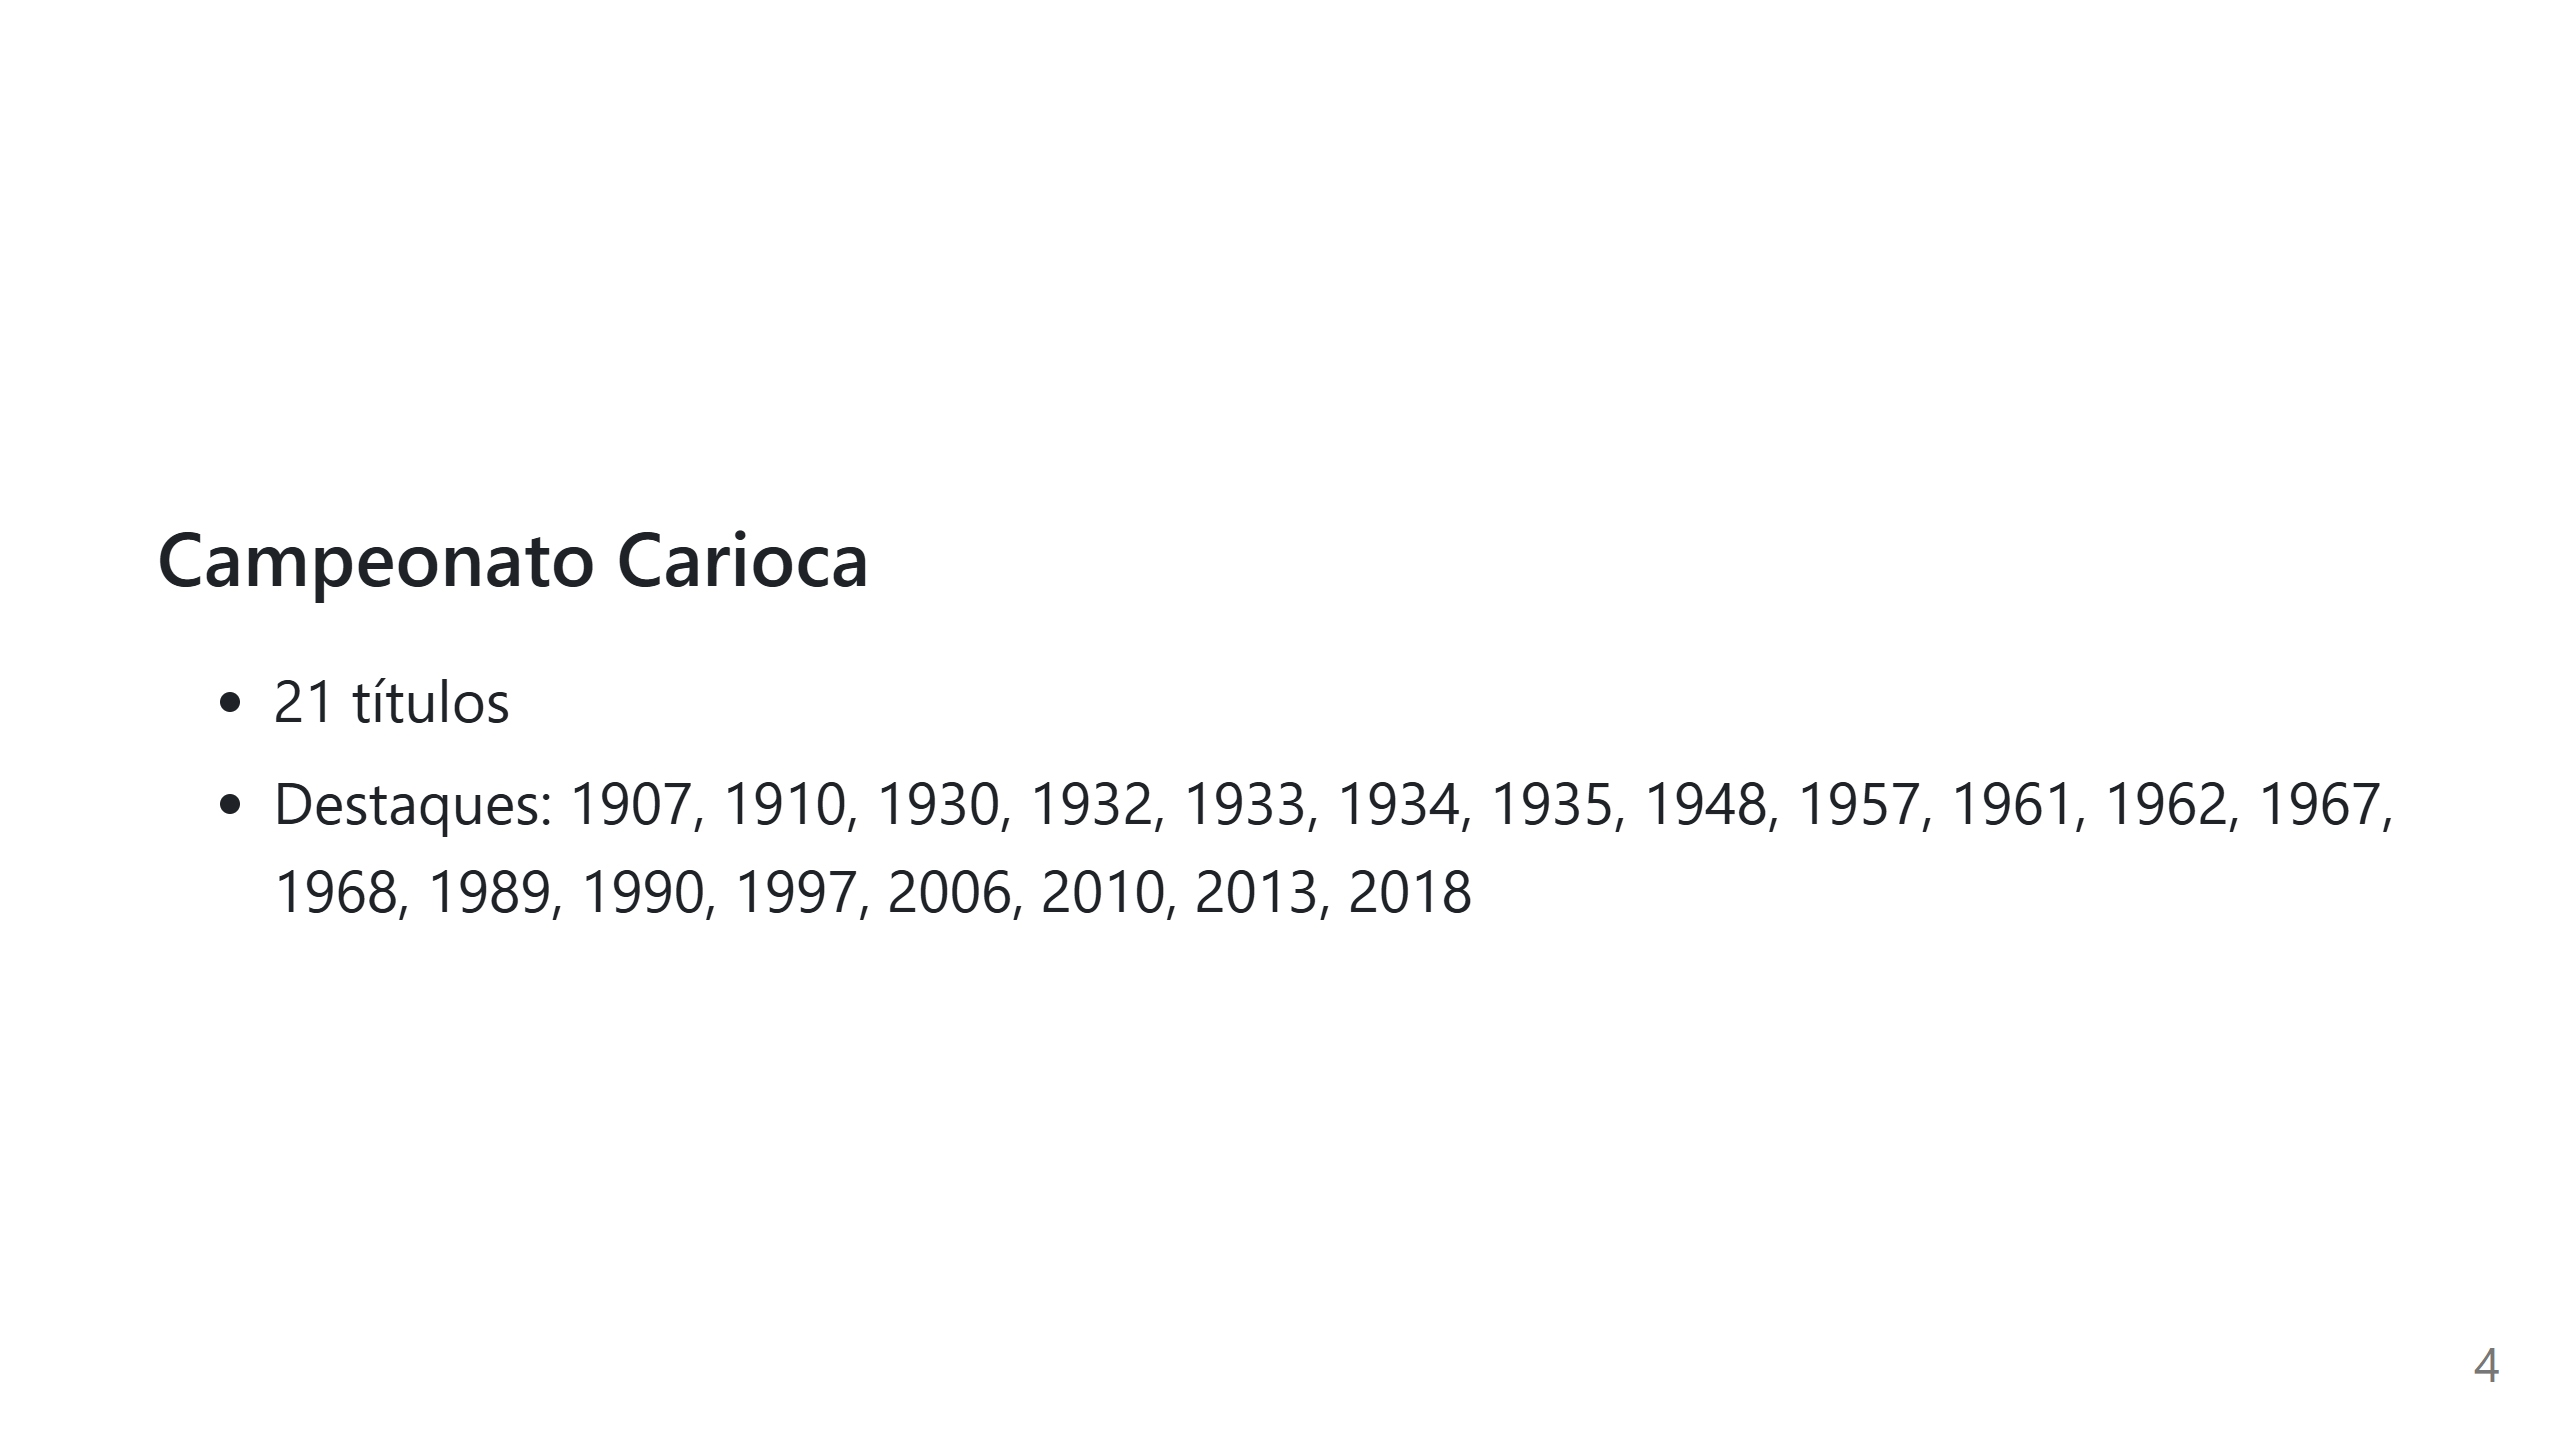 Campeonato Carioca
• 21 títulos
• Destaques: 1907, 1910, 1930, 1932, 1933, 1934, 1935, 1948, 1957, 1961, 1962, 1967,
1968, 1989, 1990, 1997, 2006, 2010, 2013, 2018
4